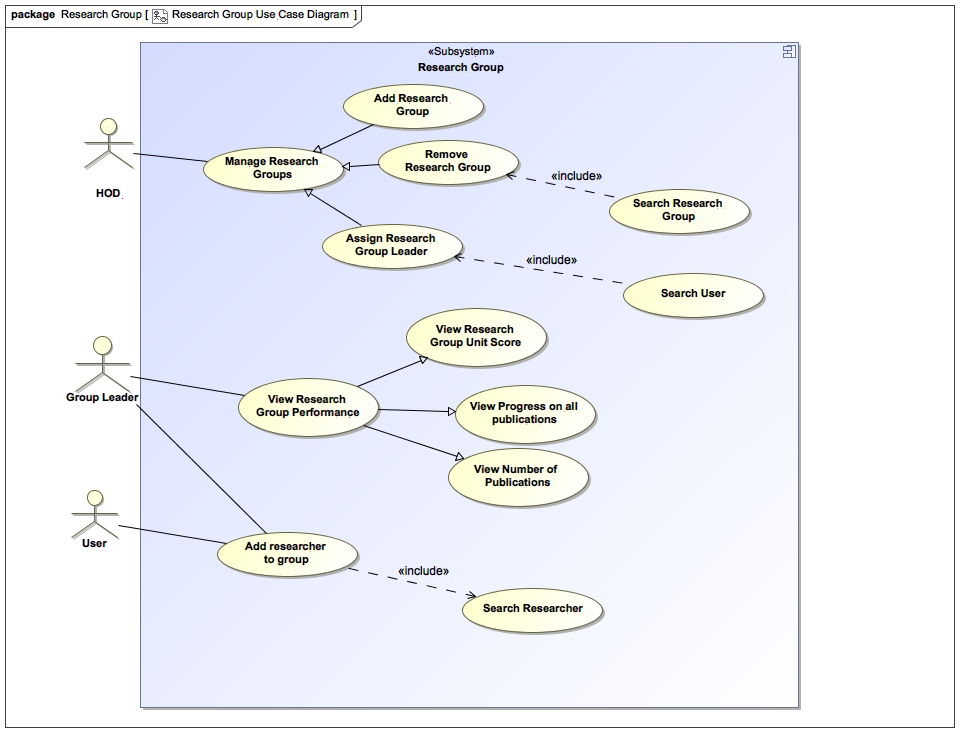 package Research Group [ Research Group Use Case Diagram ]
«Subsystem»
Research Group
Add Research
Group
Manage Research
Groups
Remove
Research Group
HOD
«include»
Search Research
Group
Assign Research
Group Leader
«include»
Search User
View Research
Group Unit Score
Group Leader
View Research
Group Performance
View Progress on all
publications
View Number of
Publications
User
Add researcher
to group
«include»
Search Researcher